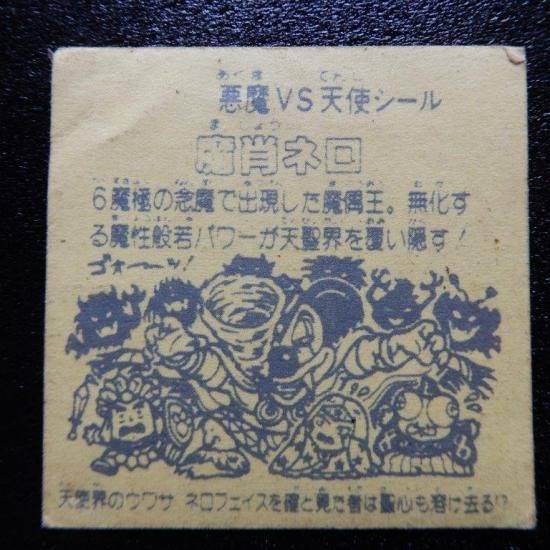 悪魔VS天使シール
魔肖ネロ
6魔極の念魔で出現した魔偶王。無化す
る魔性般若パワーが天聖界を覆い隠す!
ゴォーーッ!
天使界のウワサ ネロフェイスを確と見た者は聖心も溶け去る!?